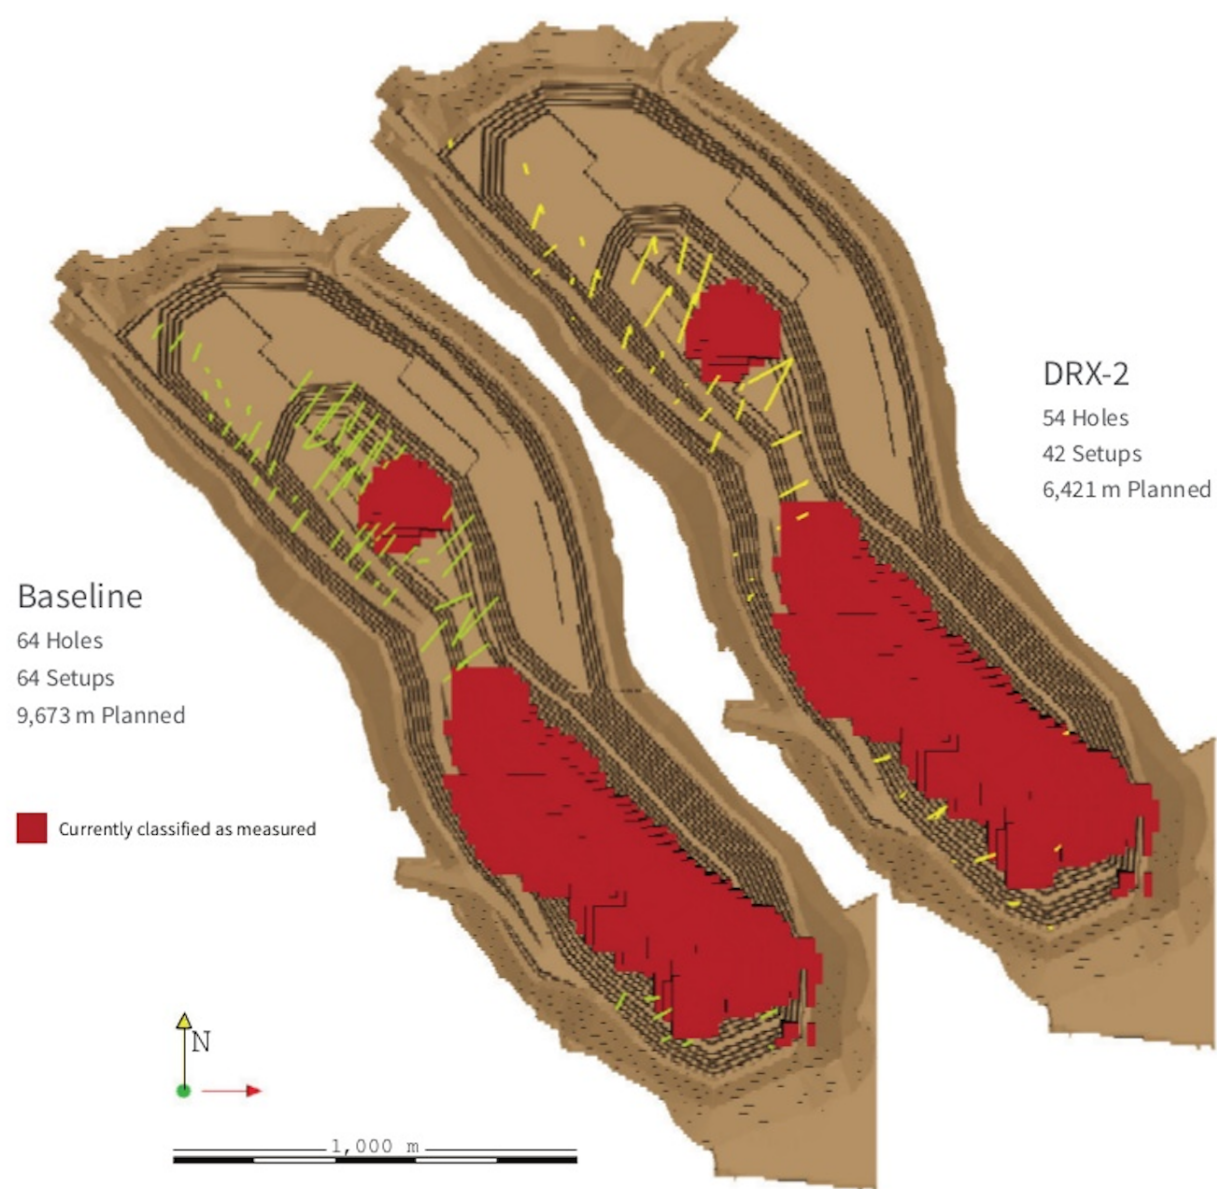 DRX-2
54 Holes
42 Setups
6,421 m Planned
Baseline
64 Holes
64 Setups
9,673 m Planned
Currently classified as measured
N
1,000 m